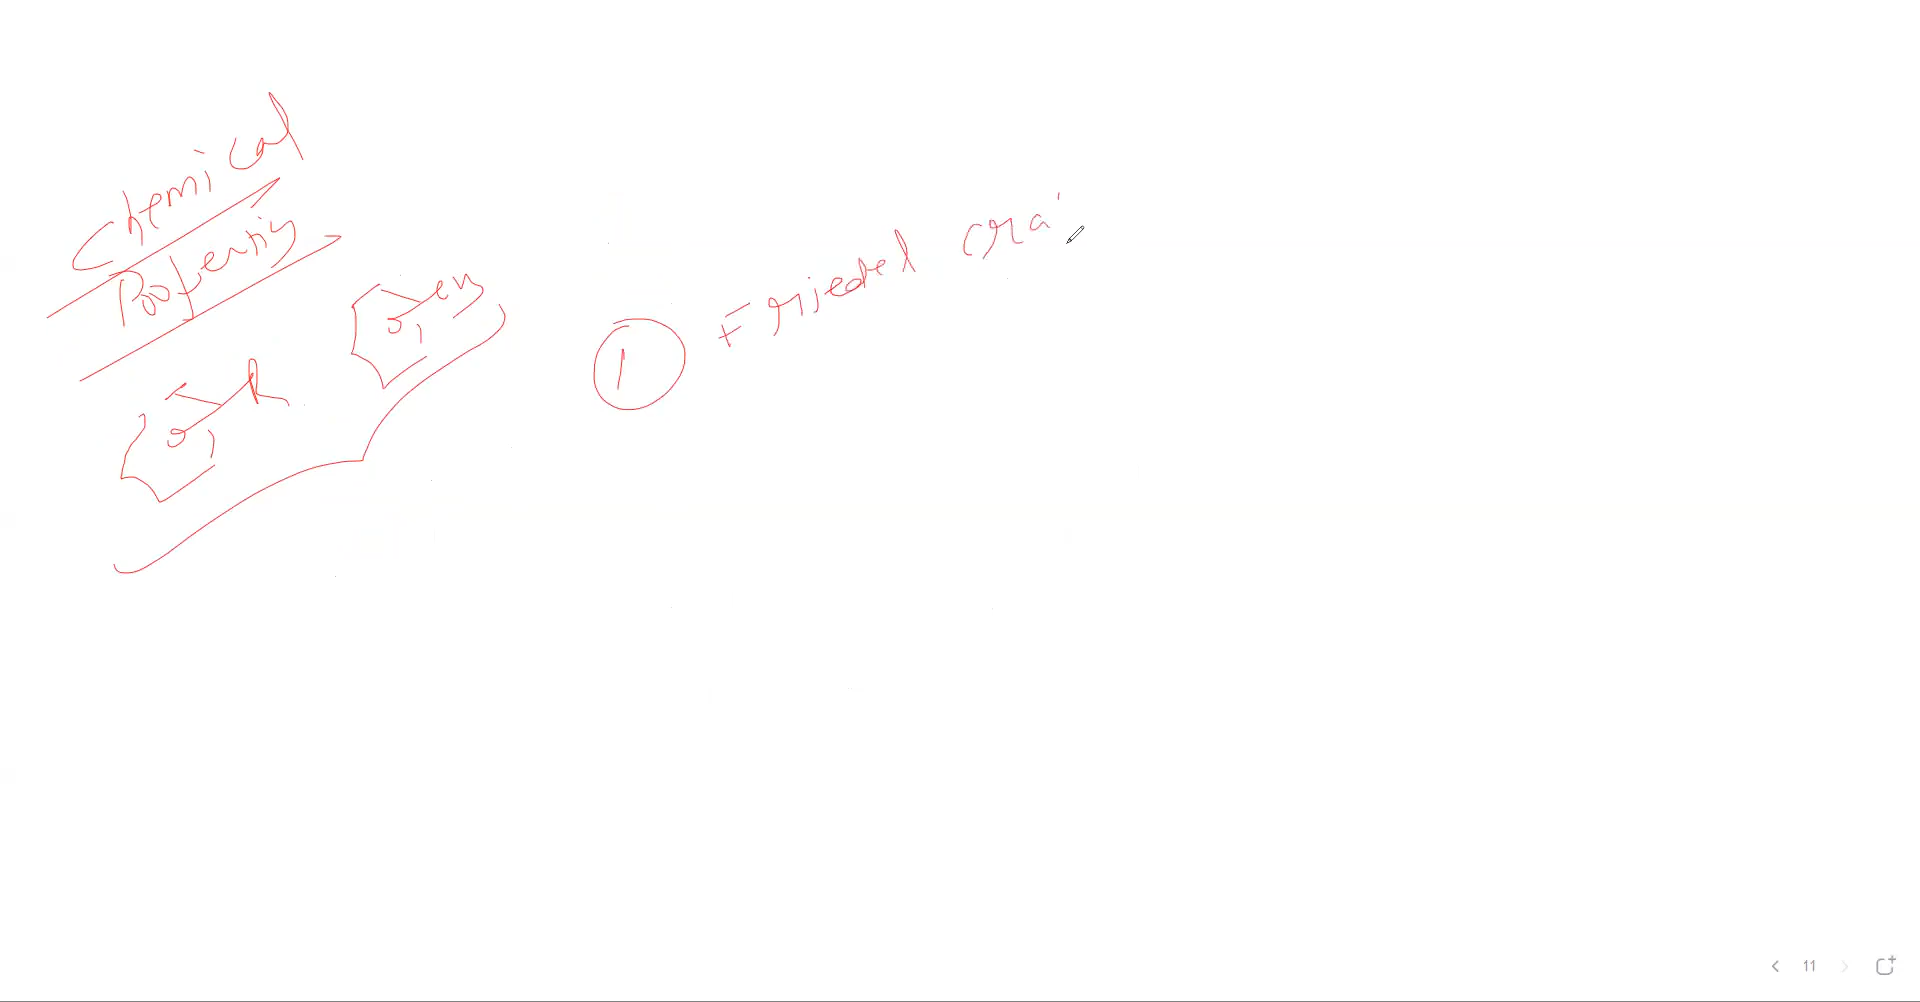 Chemical
Properties
① Friedel cra
11